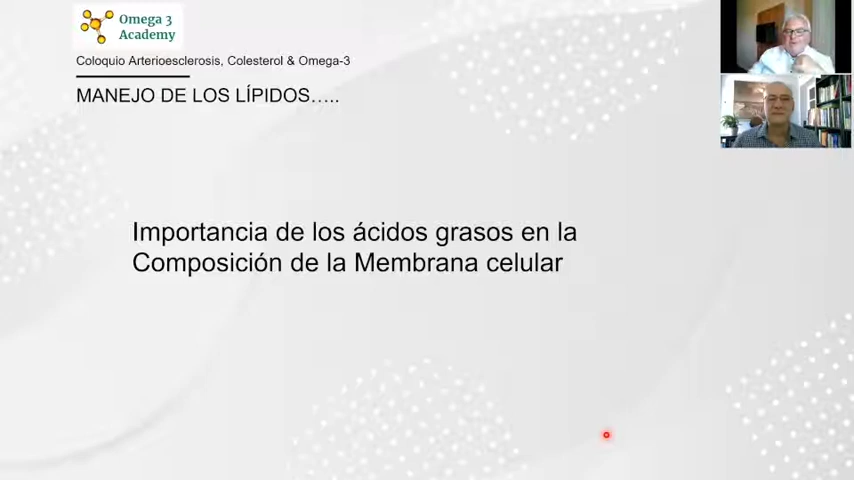 Omega 3
Academy
Coloquio Arterioesclerosis, Colesterol & Omega-3
MANEJO DE LOS LÍPIDOS…..
Importancia de los ácidos grasos en la
Composición de la Membrana celular